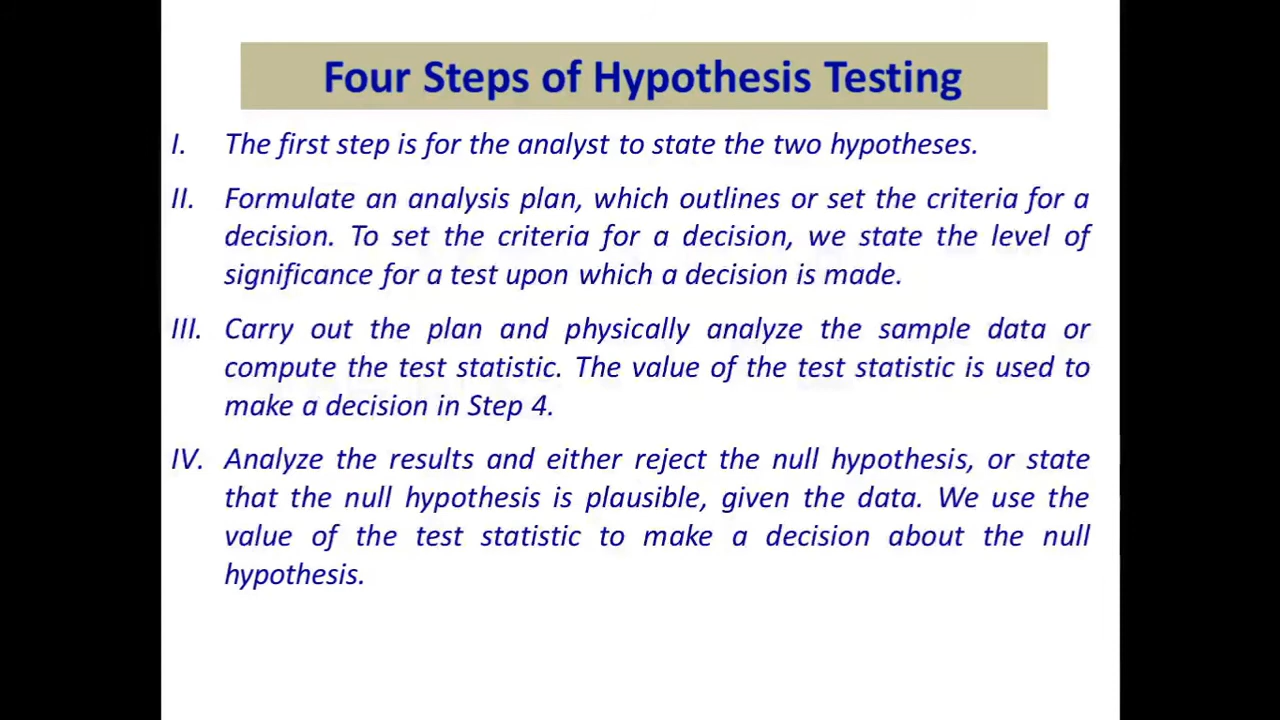 Four Steps of Hypothesis Testing
I. The first step is for the analyst to state the two hypotheses.
II. Formulate an analysis plan, which outlines or set the criteria for a
decision. To set the criteria for a decision, we state the level of
significance for a test upon which a decision is made.
III. Carry out the plan and physically analyze the sample data or
compute the test statistic. The value of the test statistic is used to
make a decision in Step 4.
IV. Analyze the results and either reject the null hypothesis, or state
that the null hypothesis is plausible, given the data. We use the
value of the test statistic to make a decision about the null
hypothesis.